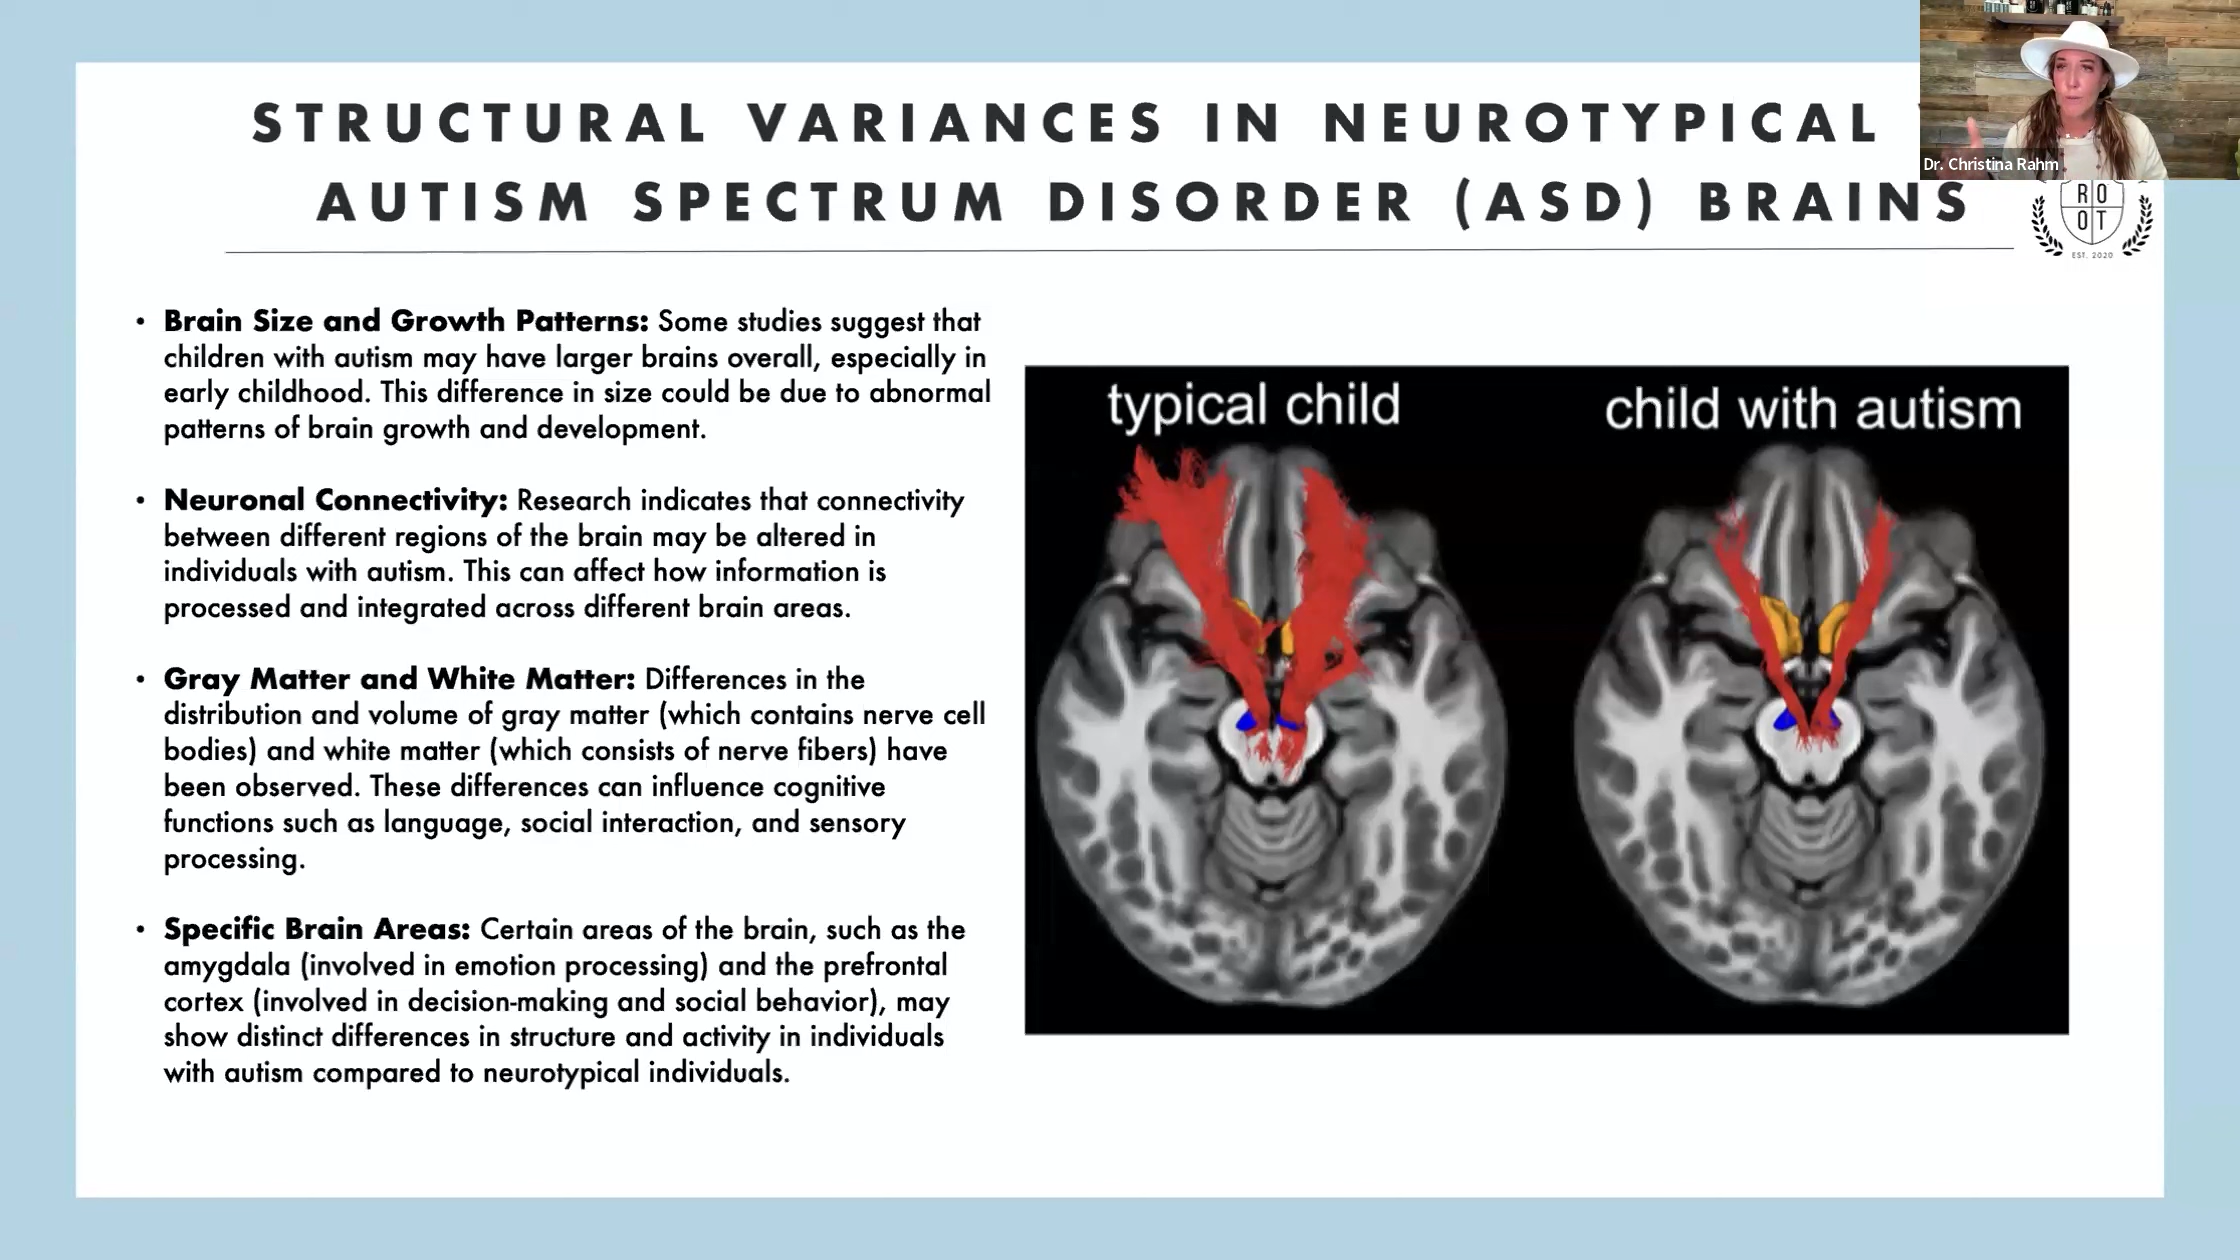 STRUCTURAL VARIANCES IN NEUROTYPICAL
AUTISM SPECTRUM DISORDER (ASD) BRAINS
Dr. Christina Rahm
RO
OT
EST. 2020
• Brain Size and Growth Patterns: Some studies suggest that
children with autism may have larger brains overall, especially in
early childhood. This difference in size could be due to abnormal
patterns of brain growth and development.
• Neuronal Connectivity: Research indicates that connectivity
between different regions of the brain may be altered in
individuals with autism. This can affect how information is
processed and integrated across different brain areas.
• Gray Matter and White Matter: Differences in the
distribution and volume of gray matter (which contains nerve cell
bodies) and white matter (which consists of nerve fibers) have
been observed. These differences can influence cognitive
functions such as language, social interaction, and sensory
processing.
• Specific Brain Areas: Certain areas of the brain, such as the
amygdala (involved in emotion processing) and the prefrontal
cortex (involved in decision-making and social behavior), may
show distinct differences in structure and activity in individuals
with autism compared to neurotypical individuals.
typical child
child with autism